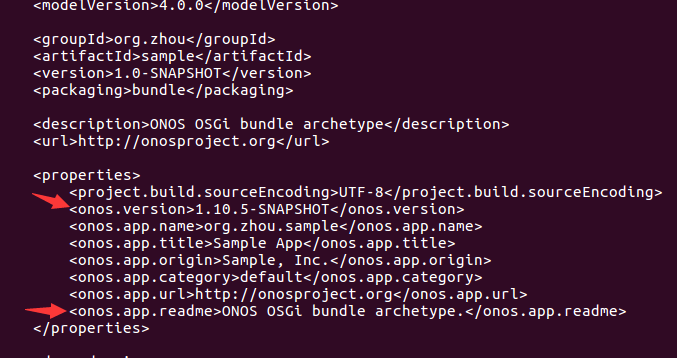 <modelVersion>4.0.0</modelVersion>
<groupId>org.zhou</groupId>
<artifactId>sample</artifactId>
<version>1.0-SNAPSHOT</version>
<packaging>bundle</packaging>
<description>ONOS OSGi bundle archetype</description>
<url>http://onosproject.org</url>
<properties>
<project.build.sourceEncoding>UTF-8</project.build.sourceEncoding>
<onos.version>1.10.5-SNAPSHOT</onos.version>
<onos.app.name>org.zhou.sample</onos.app.name>
<onos.app.title>Sample App</onos.app.title>
<onos.app.origin>Sample, Inc.</onos.app.origin>
<onos.app.category>default</onos.app.category>
<onos.app.url>http://onosproject.org</onos.app.url>
<onos.app.readme>ONOS OSGi bundle archetype.</onos.app.readme>
</properties>